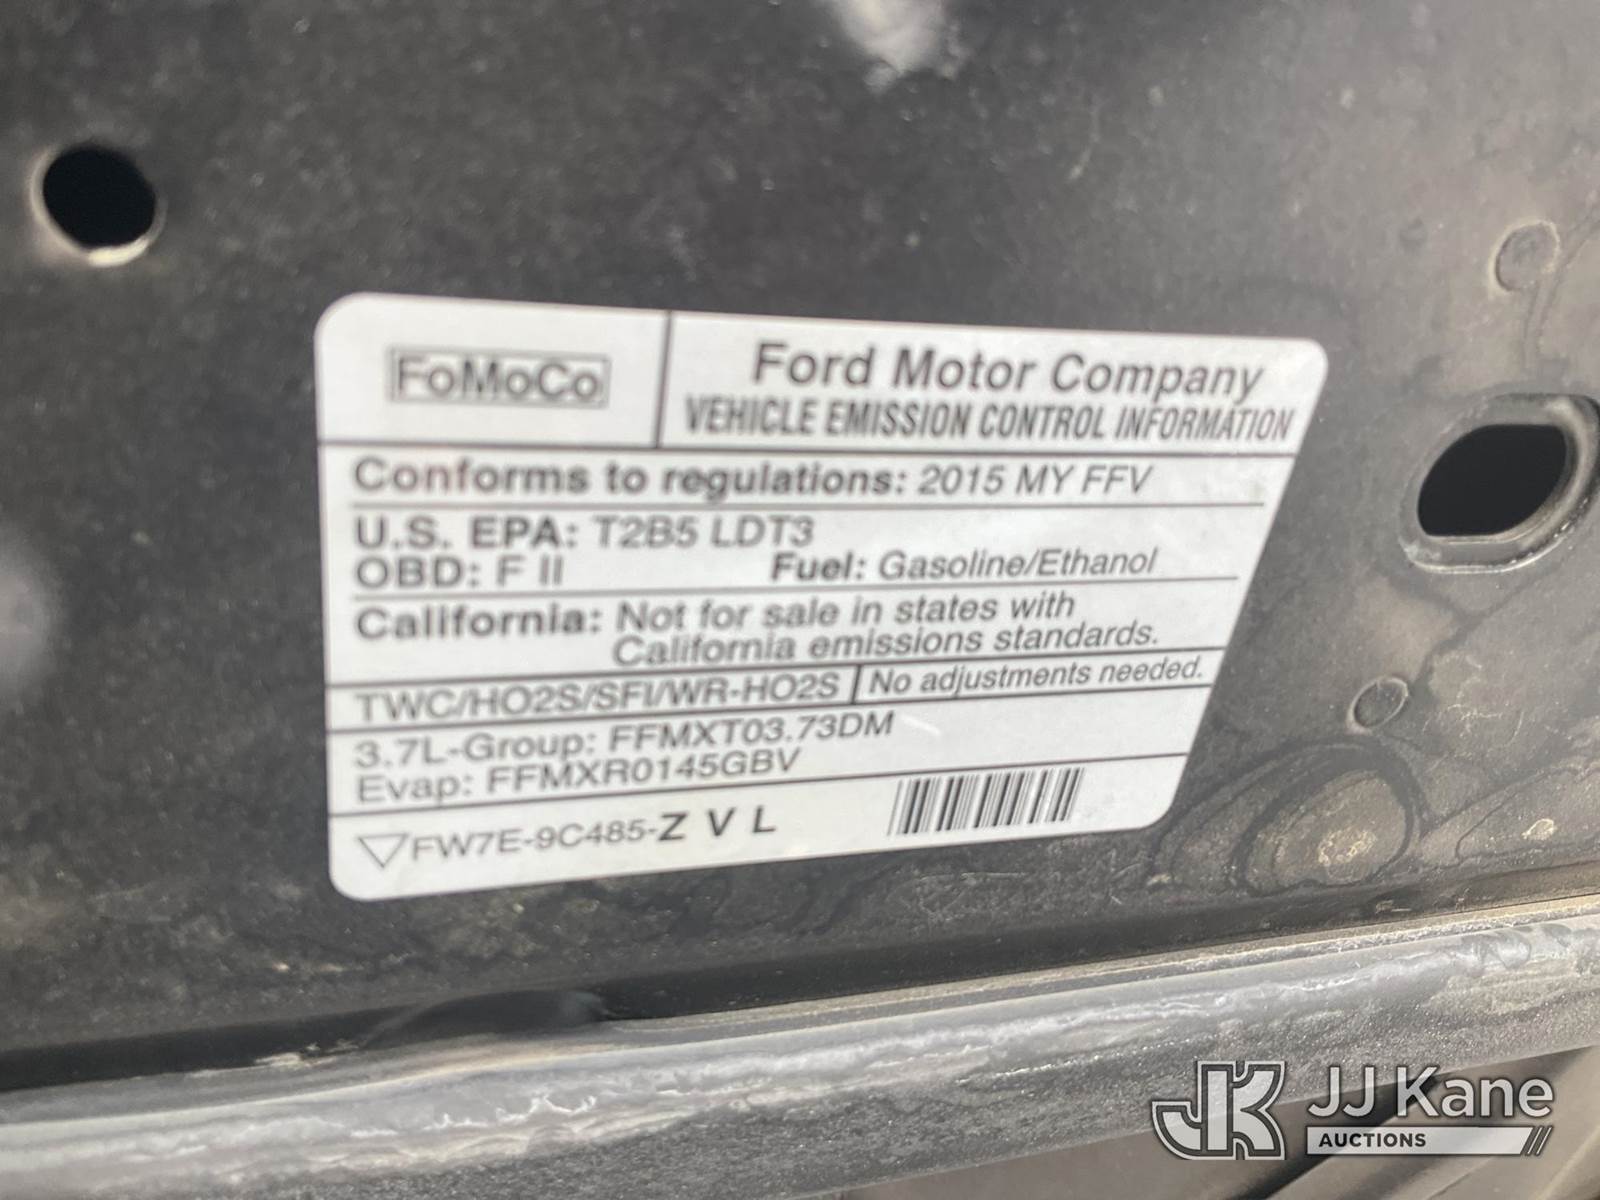 FoMoCo
Ford Motor Company
VEHICLE EMISSION CONTROL INFORMATION
Conforms to regulations: 2015 MY FFV
U.S. EPA: T2B5 LDT3
OBD: F II Fuel: Gasoline/Ethanol
California: Not for sale in states with
California emissions standards.
TWC/HO2S/SFI/WR-HO2S No adjustments needed.
3.7L-Group: FFMXT03.73DM
Evap: FFMXR0145GBV
FW7E-9C485-Z V L
JK JJ Kane
AUCTIONS